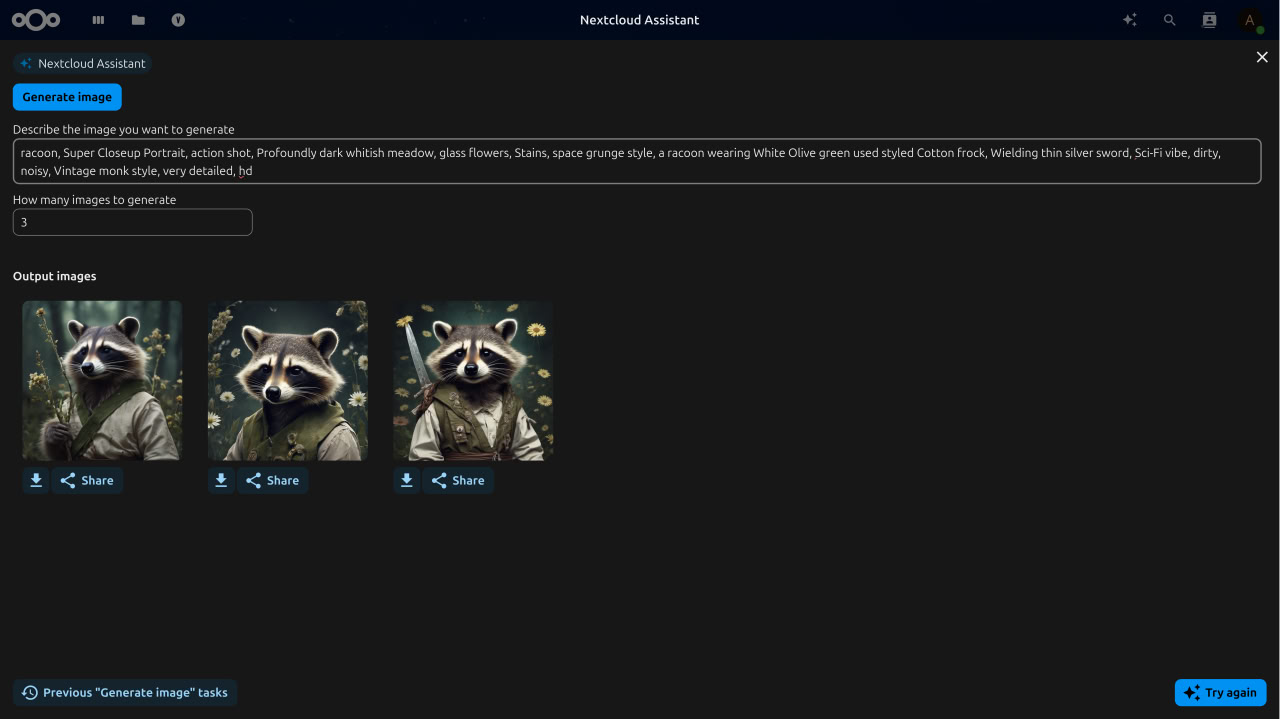 Nextcloud Assistant
A
Nextcloud Assistant
Generate image
Describe the image you want to generate
racoon, Super Closeup Portrait, action shot, Profoundly dark whitish meadow, glass flowers, Stains, space grunge style, a racoon wearing White Olive green used styled Cotton frock, Wielding thin silver sword, Sci-Fi vibe, dirty,
noisy, Vintage monk style, very detailed, hd
How many images to generate
3
Output images
Share
Share
Share
Previous "Generate image" tasks
Try again